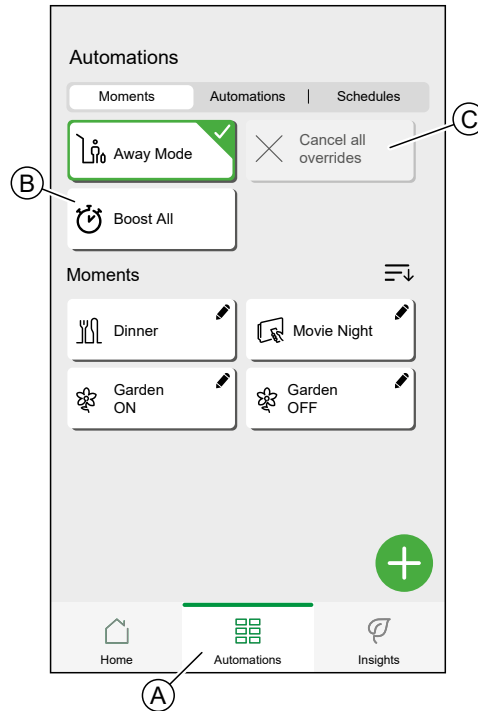 Automations
Moments
Automations
Schedules
C
Away Mode
Cancel all
overrides
B
Boost All
Moments
Dinner
Movie Night
Garden
ON
Garden
OFF
Home
Automations
Insights
A